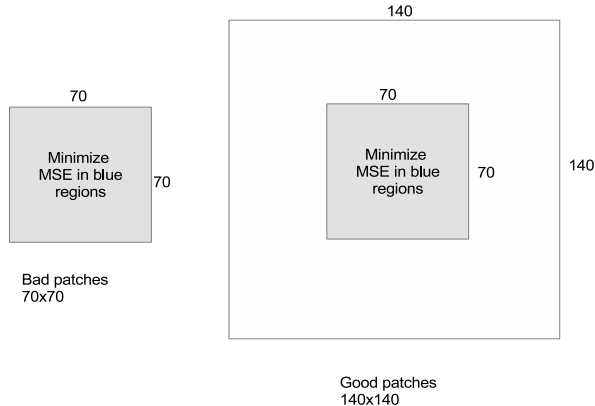 70
Minimize
MSE in blue
regions
70
Bad patches
70x70
140
70
Minimize
MSE in blue
regions
70
140
Good patches
140x140